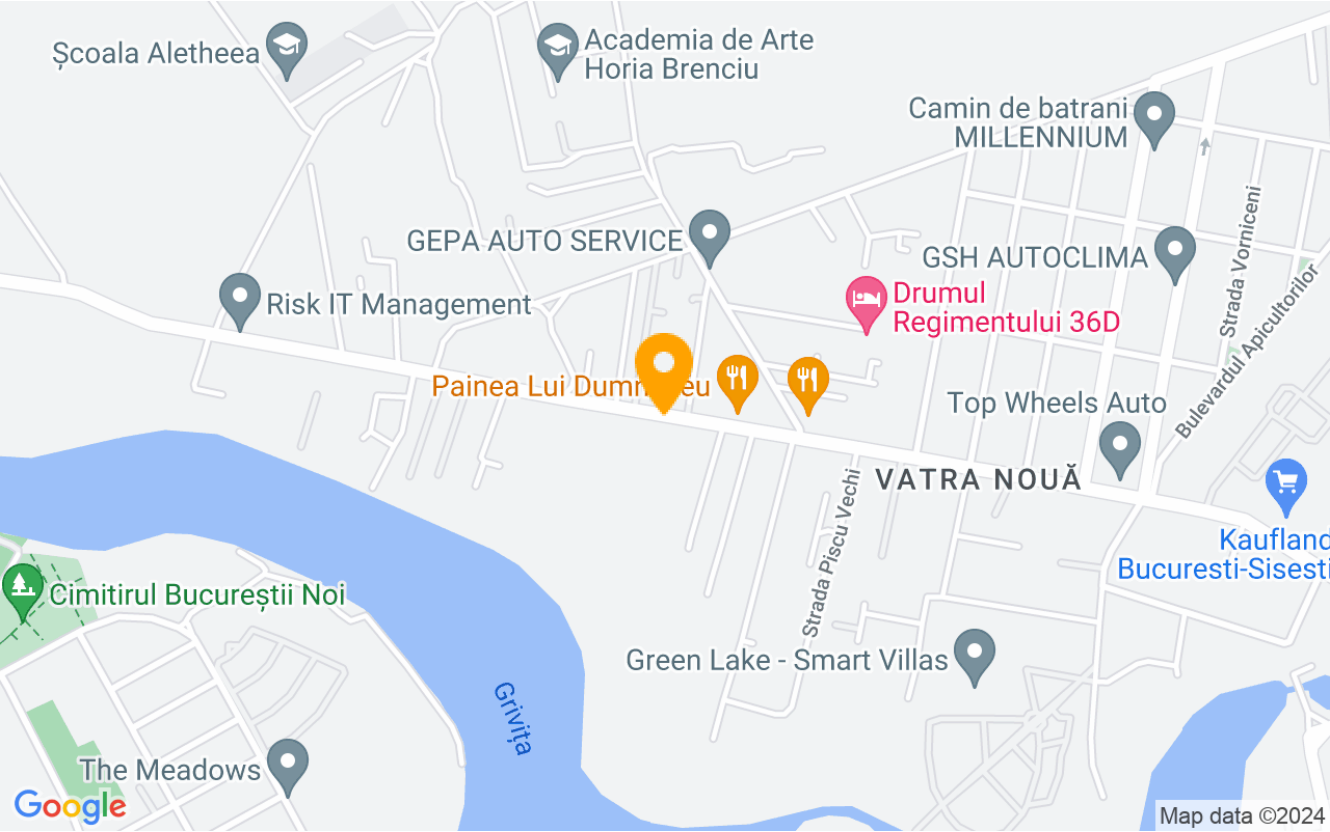 Școala Aletheea
Academia de Arte
Horia Brenciu
Camin de batrani
MILLENNIUM
GEPA AUTO SERVICE
GSH AUTOCLIMA
Strada Vorniceni
Bulevardul Apicultorilor
Risk IT Management
Drumul
Regimentului 36D
Painea Lui
Top Wheels Auto
VATRA NOUĂ
Strada Piscu Vechi
Kaufland
Bucuresti-Sisesti
Cimitirul Bucureștii Noi
Green Lake - Smart Villas
Grivița
The Meadows
Google
Map data ©2024